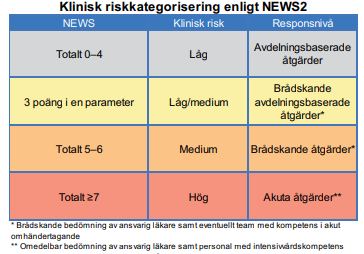 Klinisk riskkategorisering enligt NEWS2
NEWS Klinisk risk Responsnivå
Totalt 0–4 Låg Avdelningsbaserade
åtgärder
3 poäng i en parameter Låg/medium Brådskande
avdelningsbaserade
åtgärder*
Totalt 5–6 Medium Brådskande åtgärder*
Totalt ≥7 Hög Akuta åtgärder**
* Brådskande bedömning av ansvarig läkare samt eventuellt team med kompetens i akut
omhändertagande
** Omedelbar bedömning av ansvarig läkare samt personal med intensivvårdskompetens